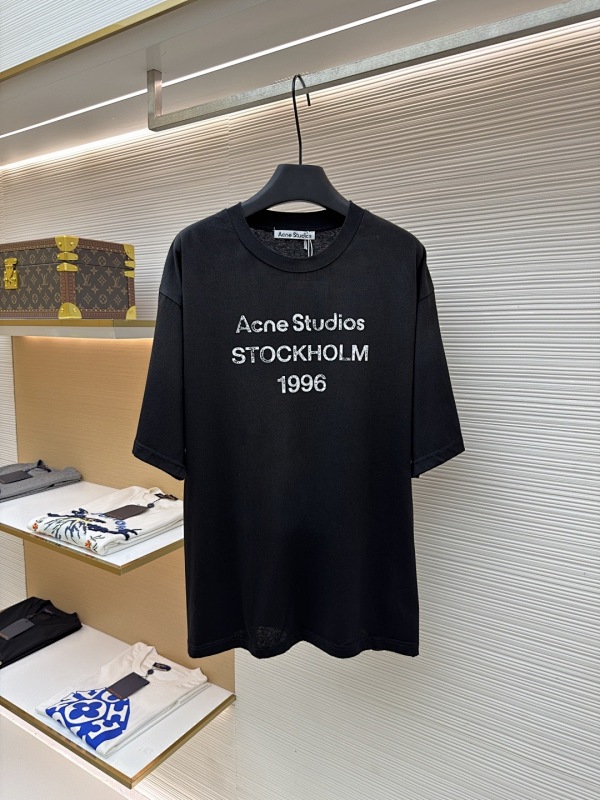 Acne Studios
Acne Studios
STOCKHOLM
1996